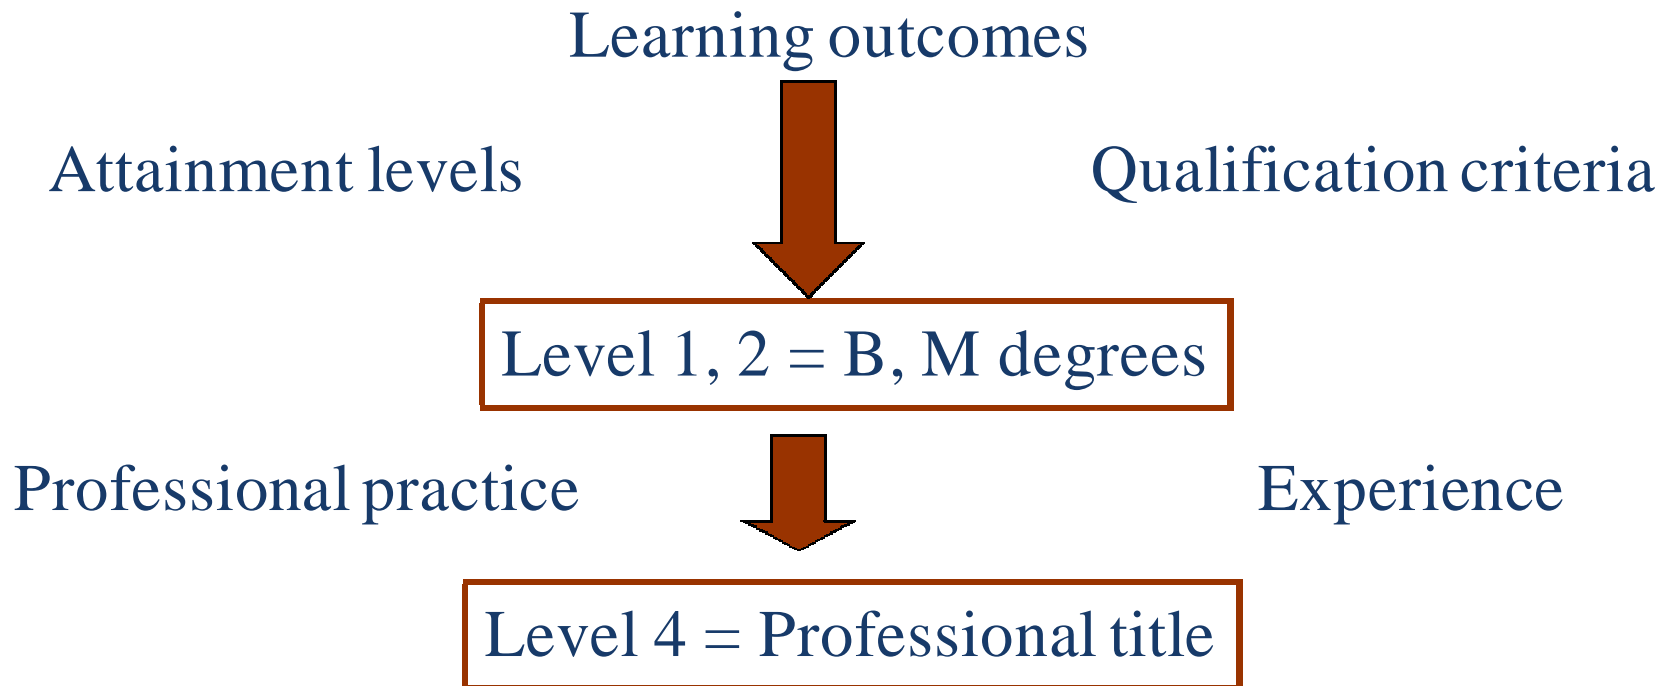 Learning outcomes
Attainment levels
Qualification criteria
Level 1, 2 = B, M degrees
Professional practice
Experience
Level 4 = Professional title